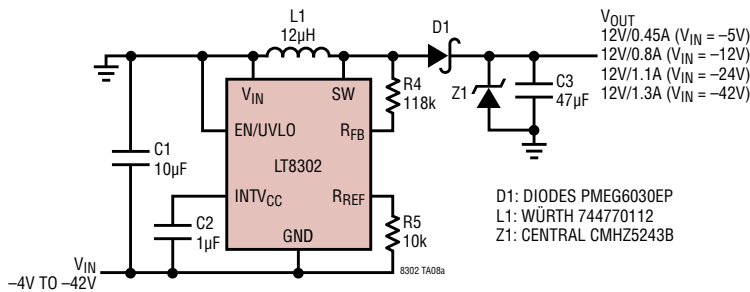 L1
12µH
D1
VOUT
12V/0.45A (VIN = –5V)
12V/0.8A (VIN = –12V)
12V/1.1A (VIN = –24V)
12V/1.3A (VIN = –42V)
VIN
SW
R4
118k
Z1
C3
47µF
EN/UVLO
RFB
C1
10µF
LT8302
INTVCC
RREF
C2
1µF
GND
R5
10k
D1: DIODES PMEG6030EP
L1: WÜRTH 744770112
Z1: CENTRAL CMHZ5243B
VIN
–4V TO –42V
8302 TA08a